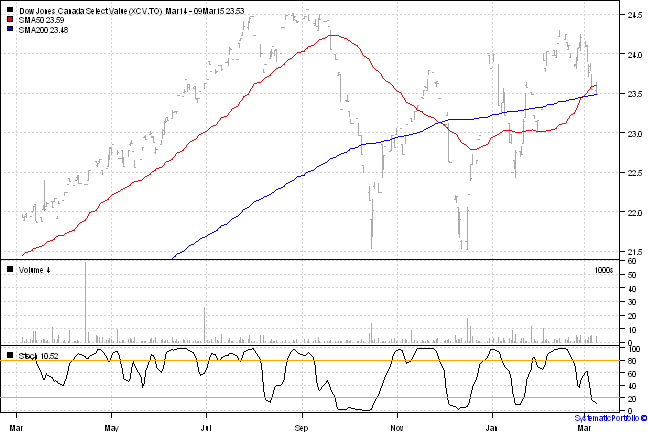 Dow Jones Canada Select Value (XCV.TO) Mar14 - 09Mar15 23.53
SMA50 23.59
SMA200 23.48
24.5
24.0
23.5
23.0
22.5
22.0
21.5
Volume 4
1000s
60
50
40
30
20
10
0
Stoch 10.52
100
80
60
40
20
0
Mar May Jul Sep Nov Jan Mar
SystematicPortfolio ©